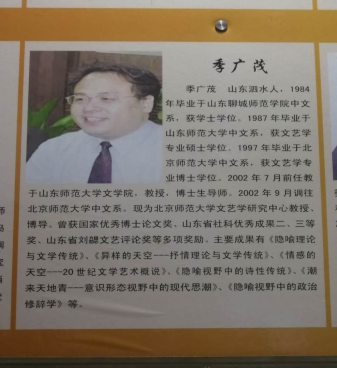 季广茂
季广茂 山东泗水人，1984
年毕业于山东聊城师范学院中文
系，获学士学位。1987年毕业于
山东师范大学中文系，获文艺学
专业硕士学位。1997年毕业于北
京师范大学中文系，获文艺学专
业博士学位。2002年7月前任教
于山东师范大学文学院，教授，博士生导师。2002年9月调往
北京师范大学中文系。现为北京师范大学文艺学研究中心教授、
博导。曾获国家优秀博士论文奖，山东省社科优秀成果二、三等
奖，山东省刘勰文艺评论奖等多项奖励。主要成果有《隐喻理论
与文学传统》、《异样的天空---抒情理论与文学传统》、《情感的
天空---20世纪文学艺术概说》、《隐喻视野中的诗性传统》、《潮
来天地青---意识形态视野中的现代思潮》、《隐喻视野中的政治
修辞学》等。